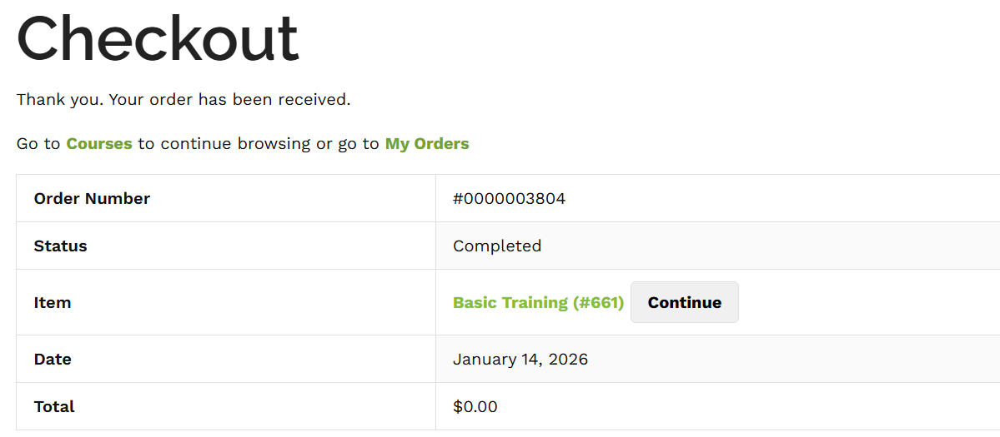 Checkout
Thank you. Your order has been received.
Go to Courses to continue browsing or go to My Orders
Order Number #0000003804
Status Completed
Item Basic Training (#661) Continue
Date January 14, 2026
Total $0.00